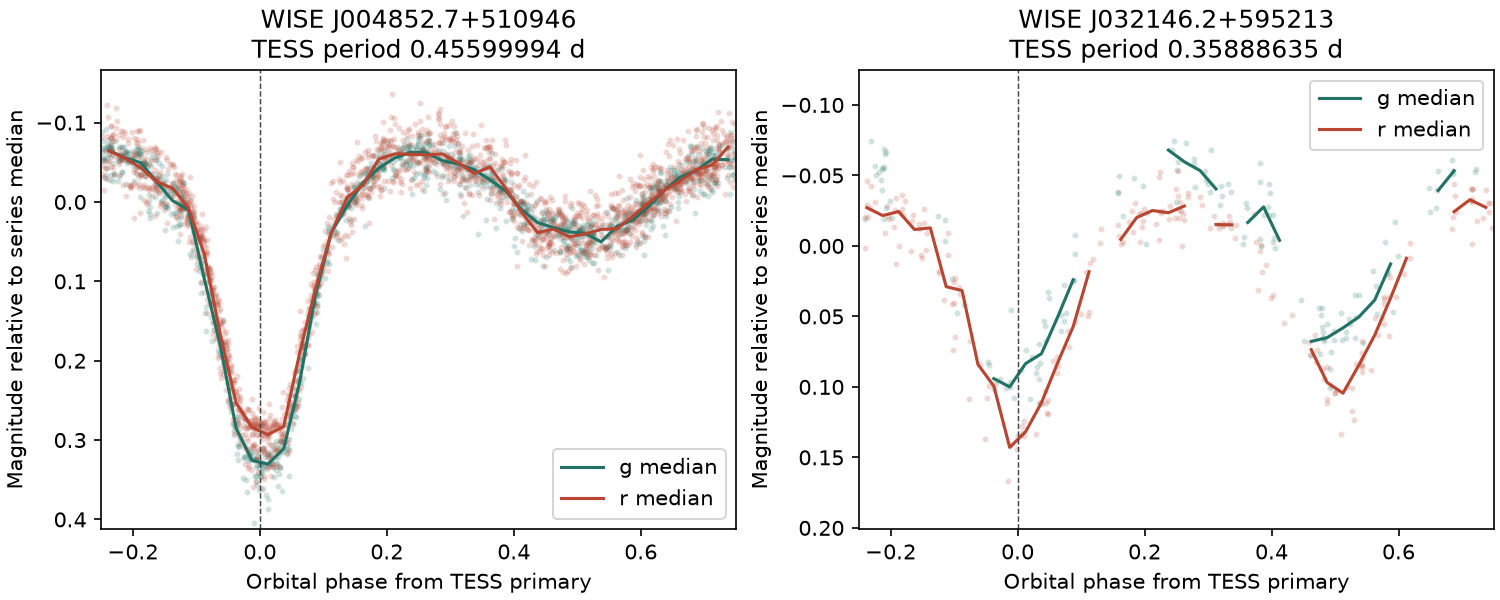 WISE J004852.7+510946
TESS period 0.45599994 d
Magnitude relative to series median
−0.1
0.0
0.1
0.2
0.3
0.4
g median
r median
−0.2
0.0
0.2
0.4
0.6
Orbital phase from TESS primary
WISE J032146.2+595213
TESS period 0.35888635 d
Magnitude relative to series median
−0.10
−0.05
0.00
0.05
0.10
0.15
0.20
g median
r median
−0.2
0.0
0.2
0.4
0.6
Orbital phase from TESS primary